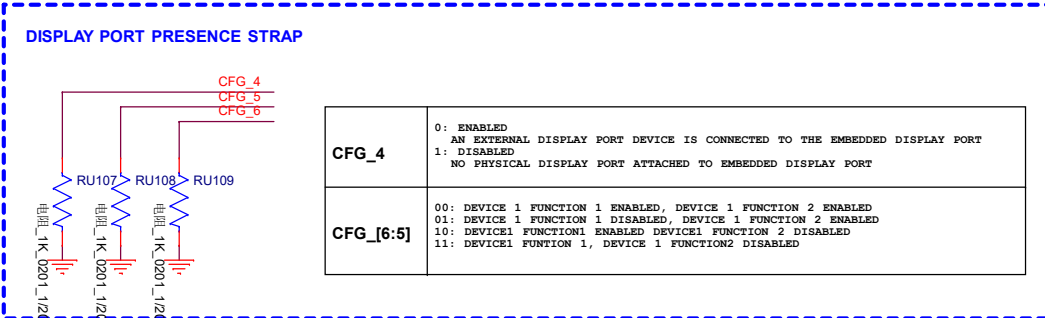 DISPLAY PORT PRESENCE STRAP
CFG_4
CFG_5
CFG_6
RU107
RU108
RU109
电阻_1K_0201_1/20
电阻_1K_0201_1/20
电阻_1K_0201_1/20
CFG_4
0: ENABLED
AN EXTERNAL DISPLAY PORT DEVICE IS CONNECTED TO THE EMBEDDED DISPLAY PORT
1: DISABLED
NO PHYSICAL DISPLAY PORT ATTACHED TO EMBEDDED DISPLAY PORT
CFG_[6:5]
00: DEVICE 1 FUNCTION 1 ENABLED, DEVICE 1 FUNCTION 2 ENABLED
01: DEVICE 1 FUNCTION 1 DISABLED, DEVICE 1 FUNCTION 2 ENABLED
10: DEVICE1 FUNCTION1 ENABLED DEVICE1 FUNCTION 2 DISABLED
11: DEVICE1 FUNTION 1, DEVICE 1 FUNCTION2 DISABLED